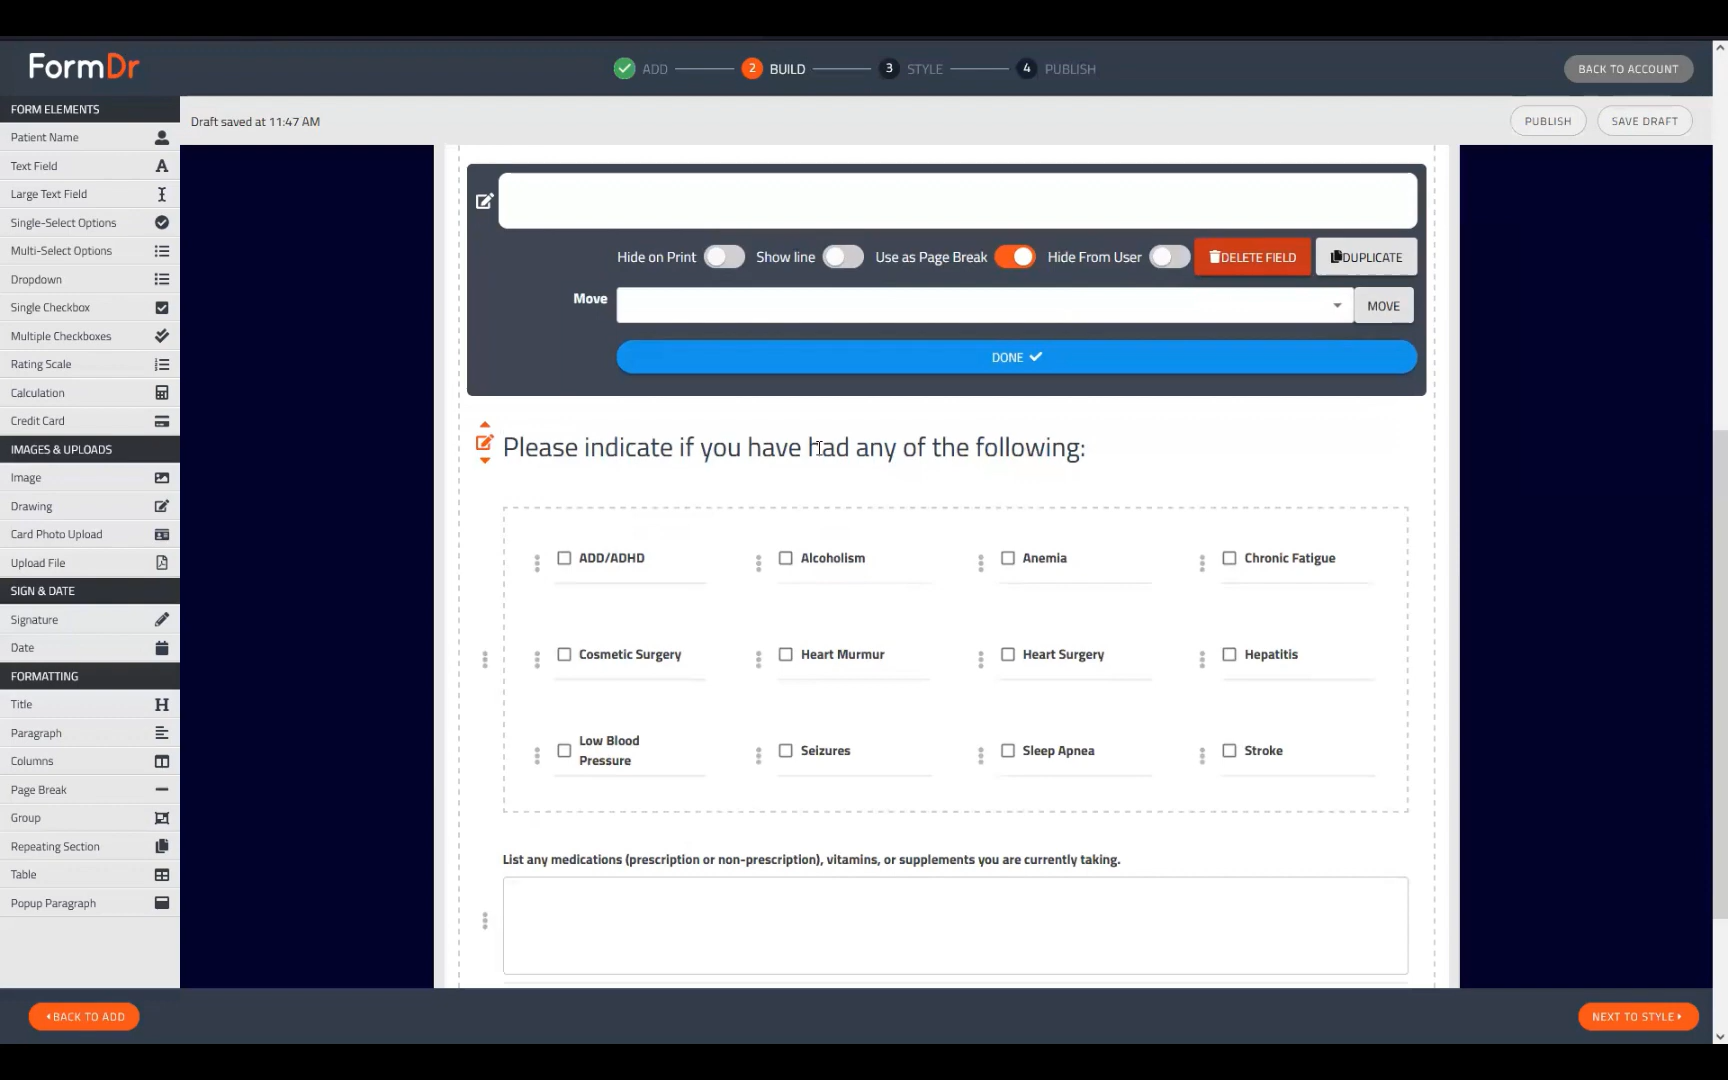 FormDr
ADD
2 BUILD
3 STYLE
4 PUBLISH
BACK TO ACCOUNT
FORM ELEMENTS
Patient Name
Text Field
Large Text Field
Single-Select Options
Multi-Select Options
Dropdown
Single Checkbox
Multiple Checkboxes
Rating Scale
Calculation
Credit Card
IMAGES & UPLOADS
Image
Drawing
Card Photo Upload
Upload File
SIGN & DATE
Signature
Date
FORMATTING
Title
Paragraph
Columns
Page Break
Group
Repeating Section
Table
Popup Paragraph
Draft saved at 11:47 AM
PUBLISH
SAVE DRAFT
Hide on Print
Show line
Use as Page Break
Hide From User
DELETE FIELD
DUPLICATE
Move
MOVE
DONE
Please indicate if you have had any of the following:
ADD/ADHD
Alcoholism
Anemia
Chronic Fatigue
Cosmetic Surgery
Heart Murmur
Heart Surgery
Hepatitis
Low Blood
Pressure
Seizures
Sleep Apnea
Stroke
List any medications (prescription or non-prescription), vitamins, or supplements you are currently taking.
BACK TO ADD
NEXT TO STYLE